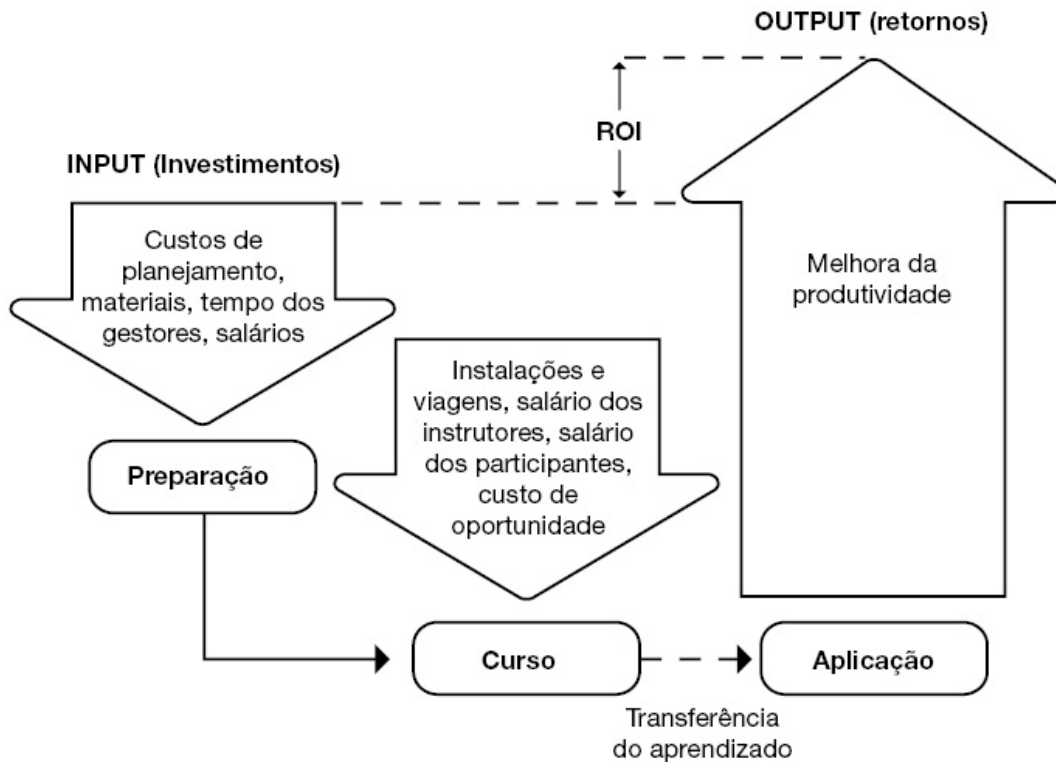 OUTPUT (retornos)
ROI
INPUT (Investimentos)
Custos de
planejamento,
materiais, tempo dos
gestores, salários
Melhora da
produtividade
Instalações e
viagens, salário dos
instrutores, salário
dos participantes,
custo de
oportunidade
Preparação
Curso
Aplicação
Transferência
do aprendizado